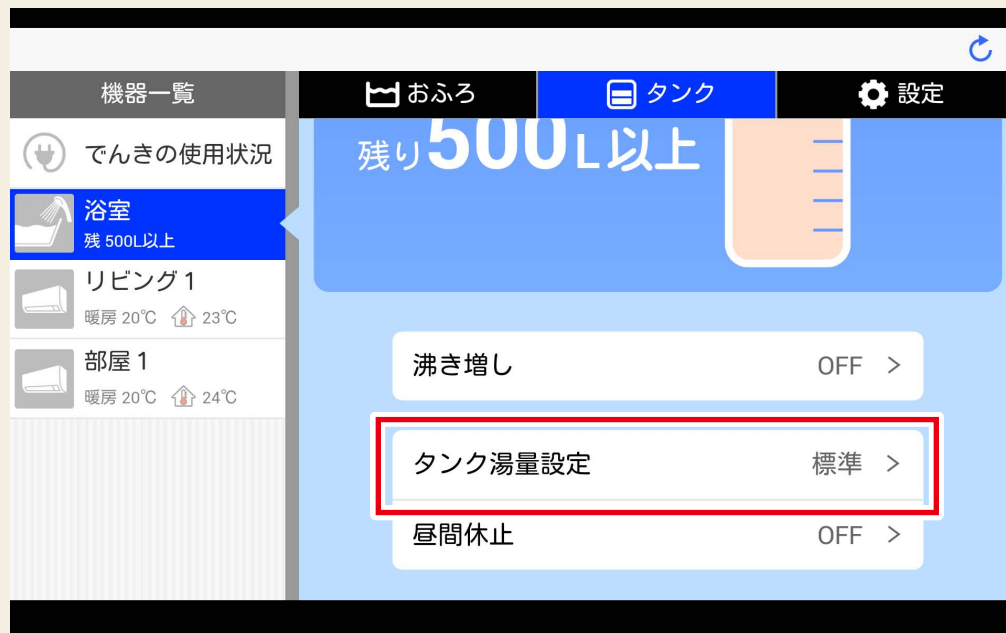 機器一覧
おふろ
タンク
設定
でんきの使用状況
浴室
残 500L以上
リビング1
暖房 20℃ 23℃
部屋1
暖房 20℃ 24℃
残り500L以上
沸き増し OFF >
タンク湯量設定 標準 >
昼間休止 OFF >